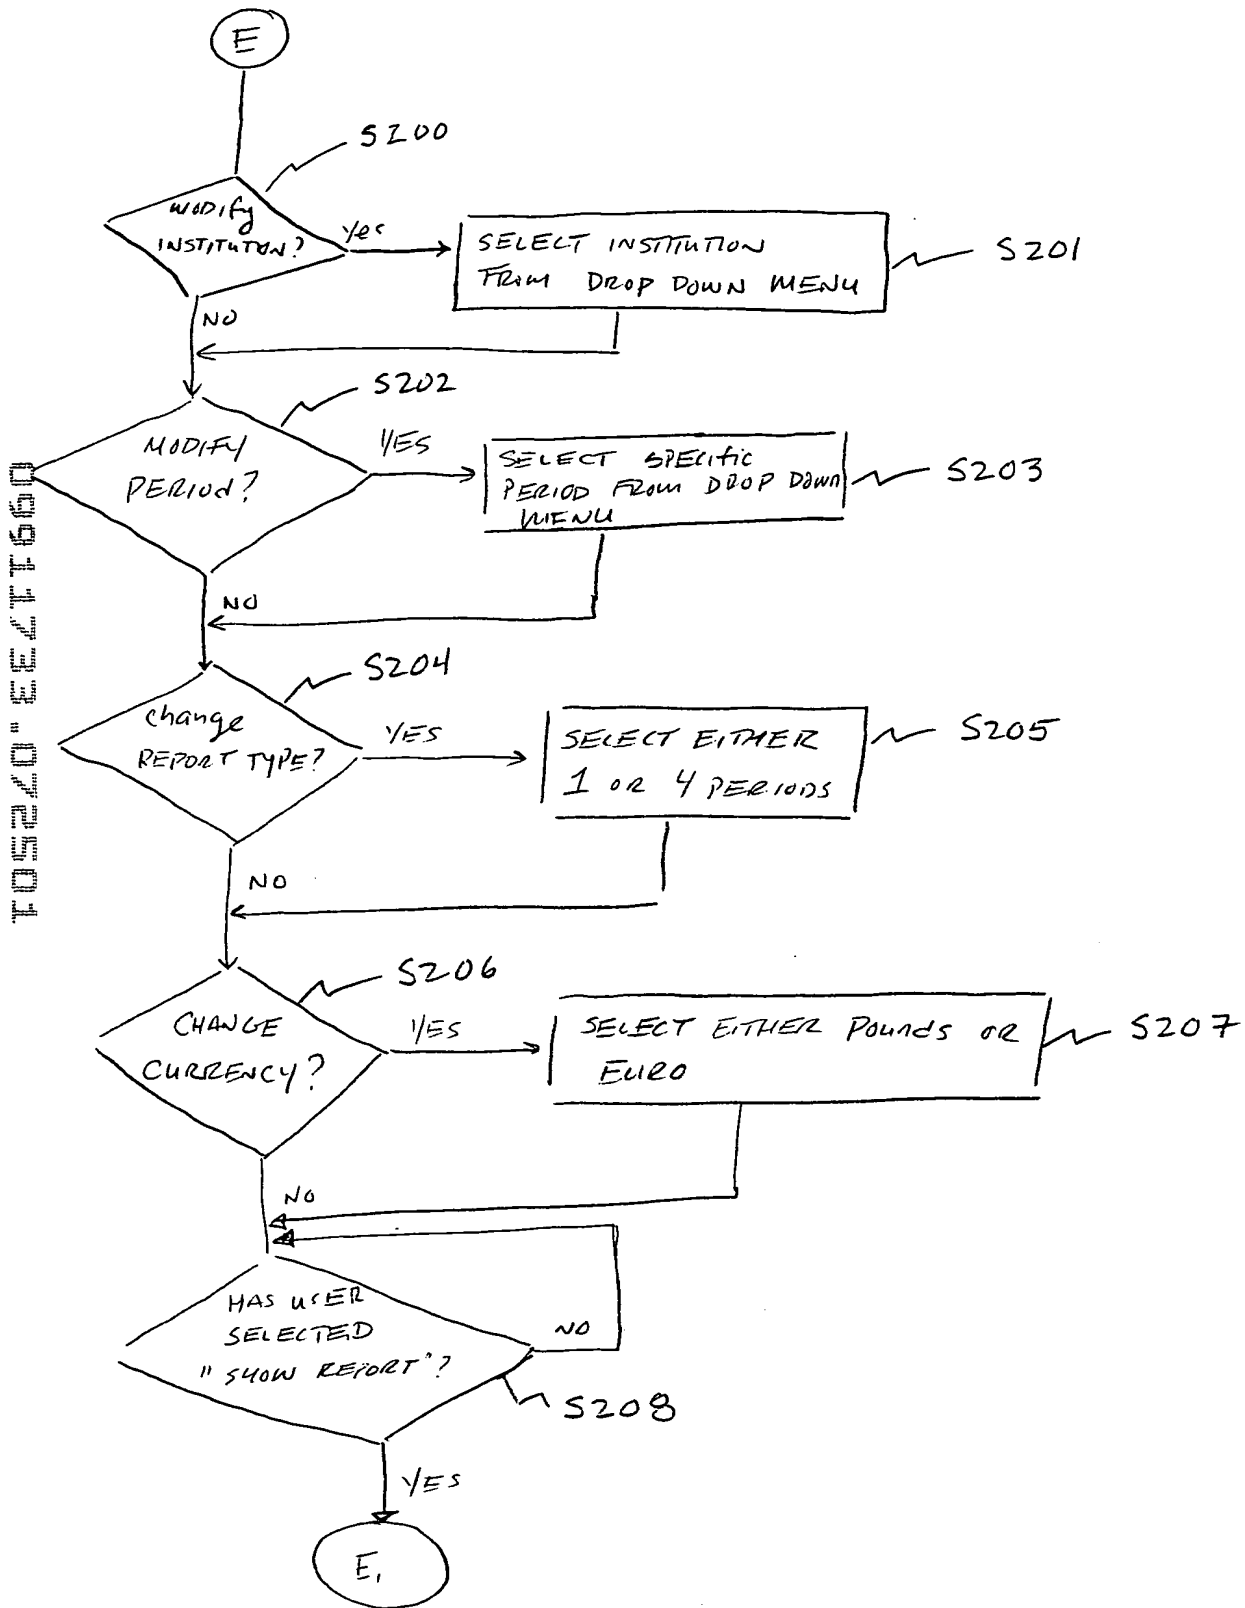 E
S200
MODIFY
INSTITUTION?
Yes
SELECT INSTITUTION
FROM DROP DOWN MENU
S201
NO
S202
MODIFY
PERIOD?
YES
SELECT SPECIFIC
PERIOD FROM DROP DOWN
MENU
S203
NO
S204
change
REPORT TYPE?
YES
SELECT EITHER
1 OR 4 PERIODS
S205
NO
S206
CHANGE
CURRENCY?
YES
SELECT EITHER Pounds OR
EURO
S207
NO
HAS USER
SELECTED
"SHOW REPORT"?
NO
S208
YES
E1
09911733.072501